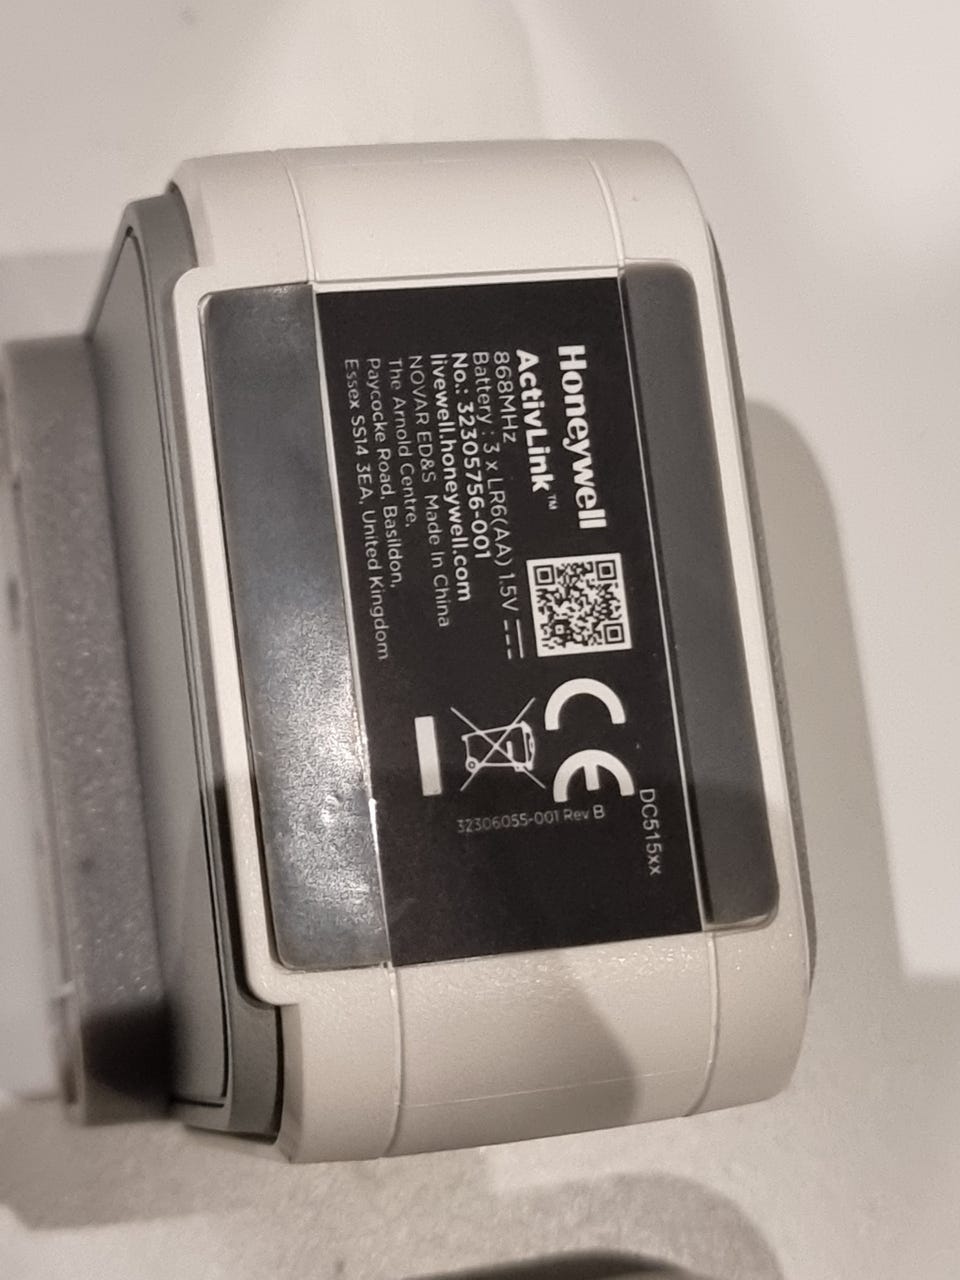 Honeywell
ActivLink™
868MHz
Battery : 3 x LR6(AA) 1.5V
No.: 32305756-001
livewell.honeywell.com
NOVAR ED&S Made In China
The Arnold Centre,
Paycocke Road, Basildon,
Essex SS14 3EA, United Kingdom
DC515xx
CE
32306055-001 Rev B